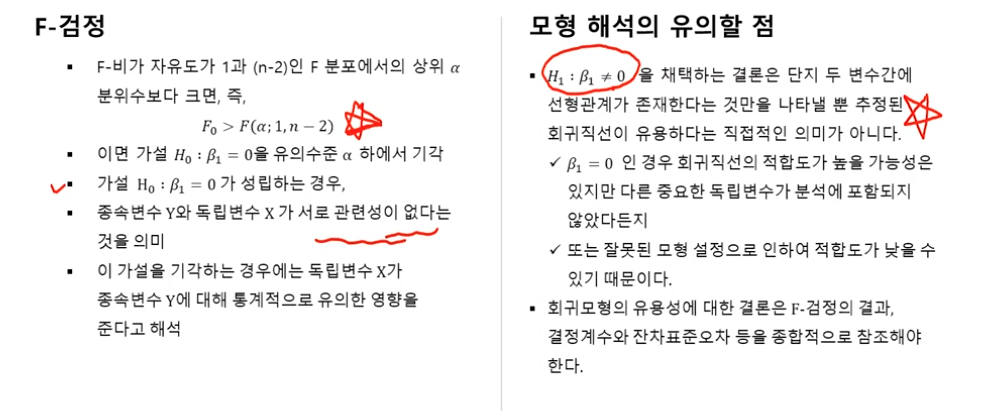 F-검정
▪ F-비가 자유도가 1과 (n-2)인 F 분포에서의 상위 α
분위수보다 크면, 즉,
F₀ > F(α; 1, n − 2)
▪ 이면 가설 H₀ : β₁ = 0을 유의수준 α 하에서 기각
▪ 가설 H₀ : β₁ = 0 가 성립하는 경우,
▪ 종속변수 Y와 독립변수 X 가 서로 관련성이 없다는
것을 의미
▪ 이 가설을 기각하는 경우에는 독립변수 X가
종속변수 Y에 대해 통계적으로 유의한 영향을
준다고 해석
모형 해석의 유의할 점
▪ H₁ : β₁ ≠ 0 을 채택하는 결론은 단지 두 변수간에
선형관계가 존재한다는 것만을 나타낼 뿐 추정된
회귀직선이 유용하다는 직접적인 의미가 아니다.
✓ β₁ = 0 인 경우 회귀직선의 적합도가 높을 가능성은
있지만 다른 중요한 독립변수가 분석에 포함되지
않았다든지
✓ 또는 잘못된 모형 설정으로 인하여 적합도가 낮을 수
있기 때문이다.
▪ 회귀모형의 유용성에 대한 결론은 F-검정의 결과,
결정계수와 잔차표준오차 등을 종합적으로 참조해야
한다.